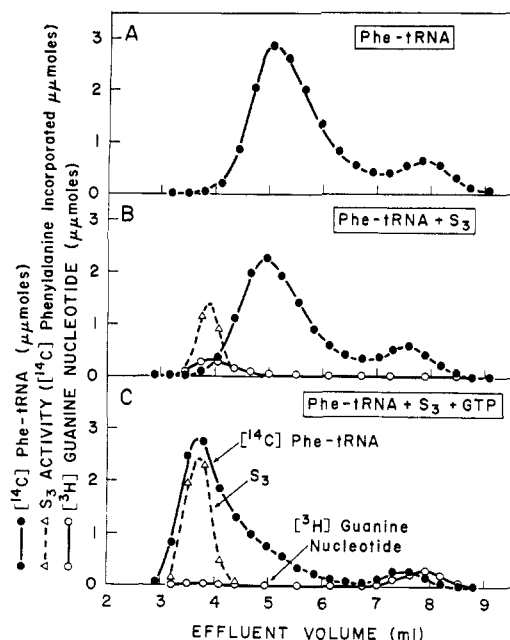 [14C] Phe-tRNA (μμmoles)
S3 ACTIVITY ([14C] Phenylalanine Incorporated μμmoles)
[3H] GUANINE NUCLEOTIDE (μμmoles)
A
Phe-tRNA
3
2
1
0
B
Phe-tRNA + S3
3
2
1
0
C
Phe-tRNA + S3 + GTP
[14C] Phe-tRNA
S3
[3H] Guanine
Nucleotide
3
2
1
0
2 3 4 5 6 7 8 9
EFFLUENT VOLUME (ml)